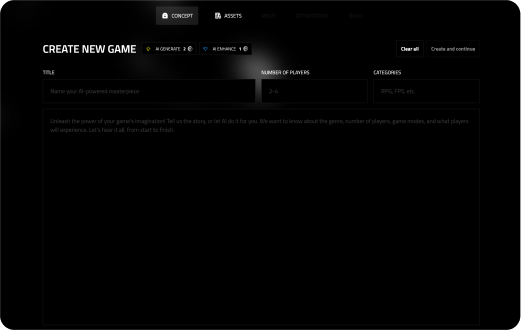 CONCEPT
ASSETS
CREATE NEW GAME
AI GENERATE 2
AI ENHANCE 1
Clear all
Create and continue
TITLE
NUMBER OF PLAYERS
CATEGORIES
Name your AI-powered masterpiece
2-4
RPG, FPS, etc.
Unleash the power of your game's imagination! Tell us the story, or let AI do it for you. We want to know about the genre, number of players, game modes, and what players
will experience. Let's hear it all, from start to finish.